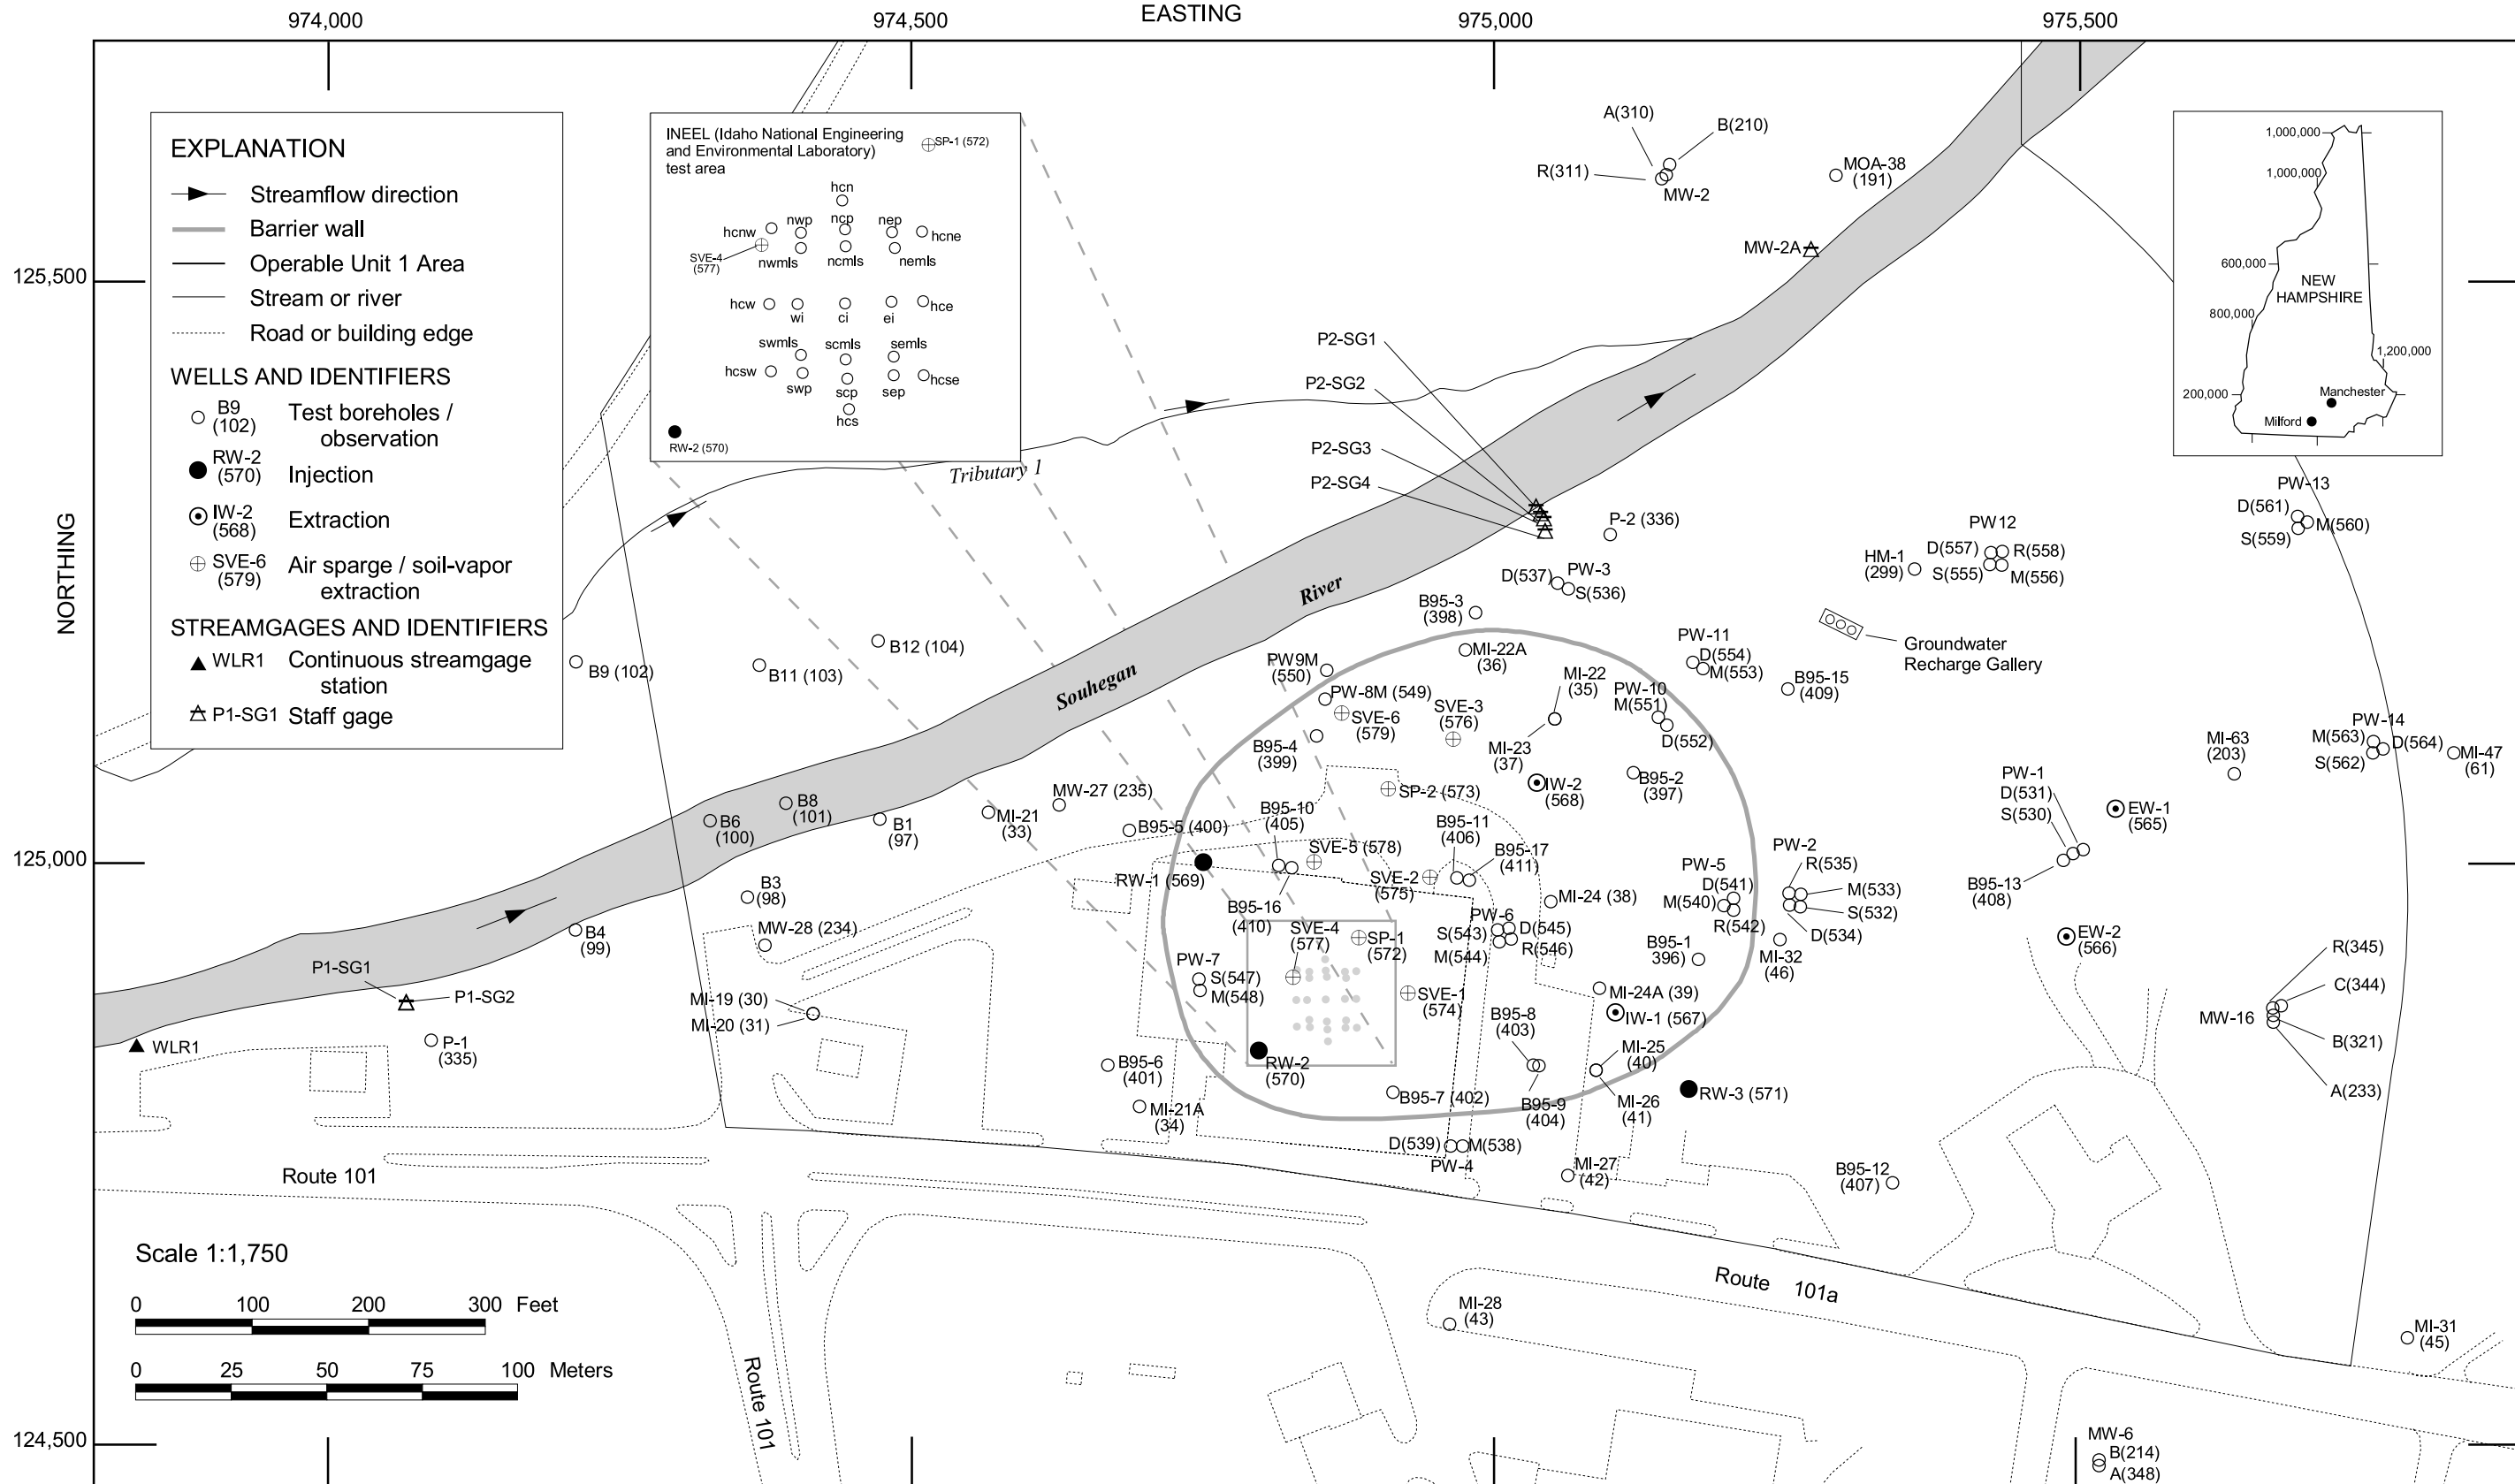 EASTING
974,000
974,500
975,000
975,500
NORTHING
125,500
125,000
124,500
EXPLANATION
Streamflow direction
Barrier wall
Operable Unit 1 Area
Stream or river
Road or building edge
WELLS AND IDENTIFIERS
B9
(102)
Test boreholes /
observation
RW-2
(570)
Injection
IW-2
(568)
Extraction
SVE-6
(579)
Air sparge / soil-vapor
extraction
STREAMGAGES AND IDENTIFIERS
WLR1
Continuous streamgage
station
P1-SG1
Staff gage
INEEL (Idaho National Engineering
and Environmental Laboratory)
test area
SP-1 (572)
hcn
hcnw
nwp
ncp
nep
hcne
SVE-4
(577)
nwmls
ncmls
nemls
hcw
wi
ci
ei
hce
swmls
scmls
semls
hcsw
swp
scp
sep
hcse
hcs
RW-2 (570)
A(310)
B(210)
R(311)
MW-2
MOA-38
(191)
MW-2A
1,000,000
1,000,000
600,000
NEW
HAMPSHIRE
800,000
1,200,000
200,000
Manchester
Milford
P2-SG1
P2-SG2
P2-SG3
P2-SG4
Tributary 1
Souhegan
River
P-2 (336)
PW-13
D(561)
M(560)
S(559)
PW12
D(557)
R(558)
S(555)
M(556)
HM-1
(299)
D(537)
PW-3
S(536)
B95-3
(398)
Groundwater
Recharge Gallery
B9 (102)
B11 (103)
B12 (104)
PW9M
(550)
MI-22A
(36)
MI-22
(35)
PW-11
D(554)
M(553)
B95-15
(409)
PW-8M (549)
SVE-6
(579)
SVE-3
(576)
PW-10
M(551)
D(552)
B95-4
(399)
MI-23
(37)
IW-2
(568)
B95-2
(397)
SP-2 (573)
MI-63
(203)
PW-14
M(563)
D(564)
S(562)
MI-47
(61)
PW-1
D(531)
S(530)
EW-1
(565)
B95-13
(408)
EW-2
(566)
B6
(100)
B8
(101)
B1
(97)
MI-21
(33)
MW-27 (235)
B95-5 (400)
B95-10
(405)
SVE-5 (578)
B95-11
(406)
B95-17
(411)
RW-1 (569)
SVE-2
(575)
B95-16
(410)
MI-24 (38)
PW-5
D(541)
M(540)
R(542)
PW-2
R(535)
M(533)
S(532)
D(534)
B3
(98)
B4
(99)
MW-28 (234)
SVE-4
(577)
SP-1
(572)
PW-6
S(543)
D(545)
M(544)
R(546)
B95-1
396)
MI-32
(46)
PW-7
S(547)
M(548)
SVE-1
(574)
MI-24A (39)
IW-1 (567)
P1-SG1
P1-SG2
MI-19 (30)
MI-20 (31)
WLR1
P-1
(335)
B95-6
(401)
RW-2
(570)
B95-8
(403)
MI-25
(40)
R(345)
C(344)
MW-16
B(321)
A(233)
B95-7 (402)
B95-9
(404)
MI-26
(41)
RW-3 (571)
MI-21A
(34)
D(539)
M(538)
PW-4
MI-27
(42)
B95-12
(407)
Route 101
Route 101a
Route 101
MI-28
(43)
MI-31
(45)
MW-6
B(214)
A(348)
Scale 1:1,750
0 100 200 300 Feet
0 25 50 75 100 Meters